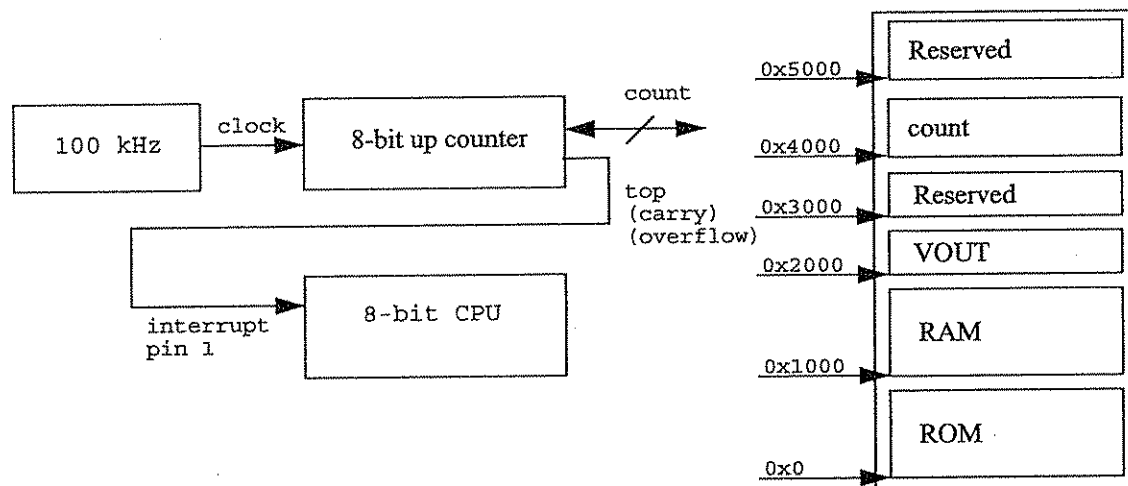 100 kHz
clock
8-bit up counter
count
top
(carry)
(overflow)
interrupt
pin 1
8-bit CPU
Reserved
0x5000
count
0x4000
Reserved
0x3000
VOUT
0x2000
RAM
0x1000
ROM
0x0